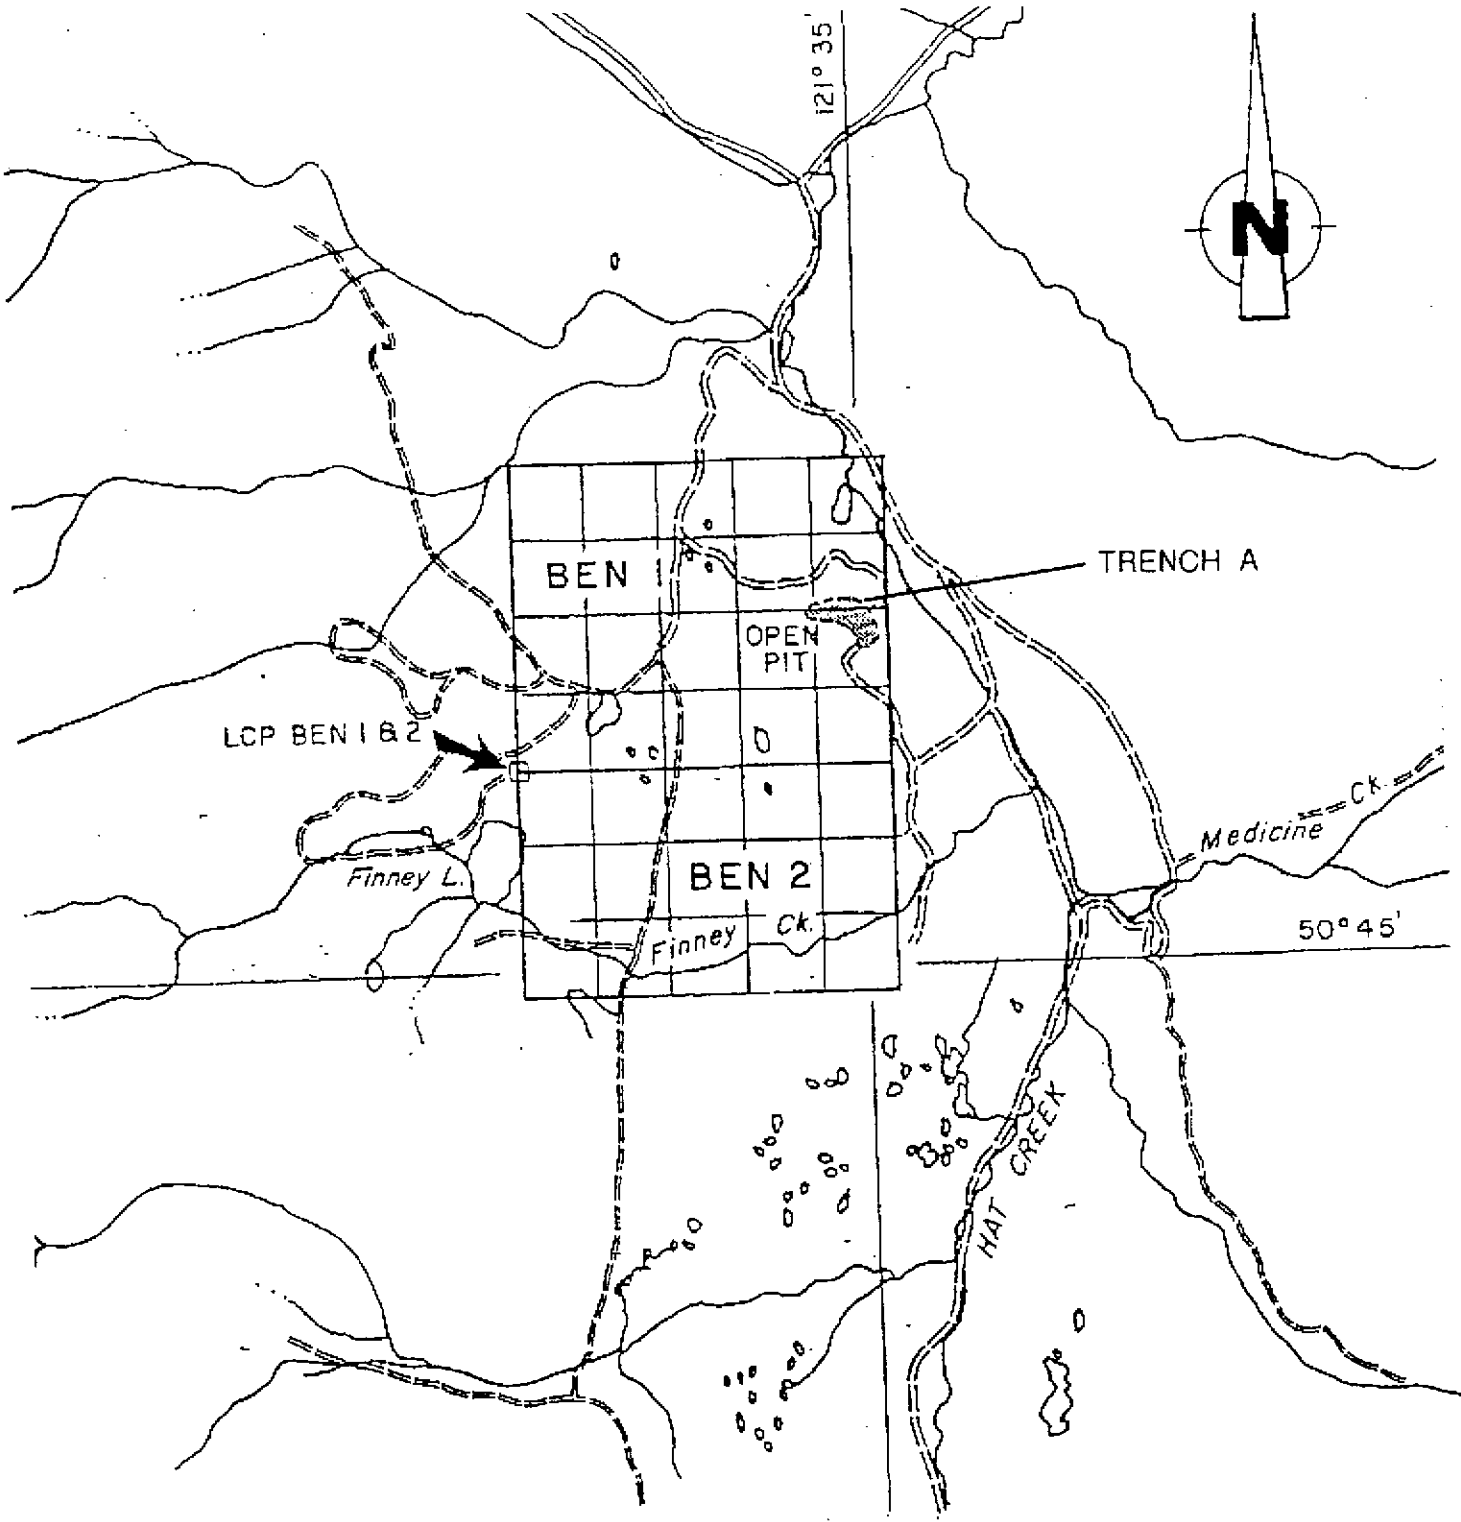 121° 35'
N
TRENCH A
BEN
OPEN
PIT
LCP BEN 1 & 2
Medicine Ck.
Finney L.
BEN 2
Finney Ck.
50° 45'
HAT CREEK